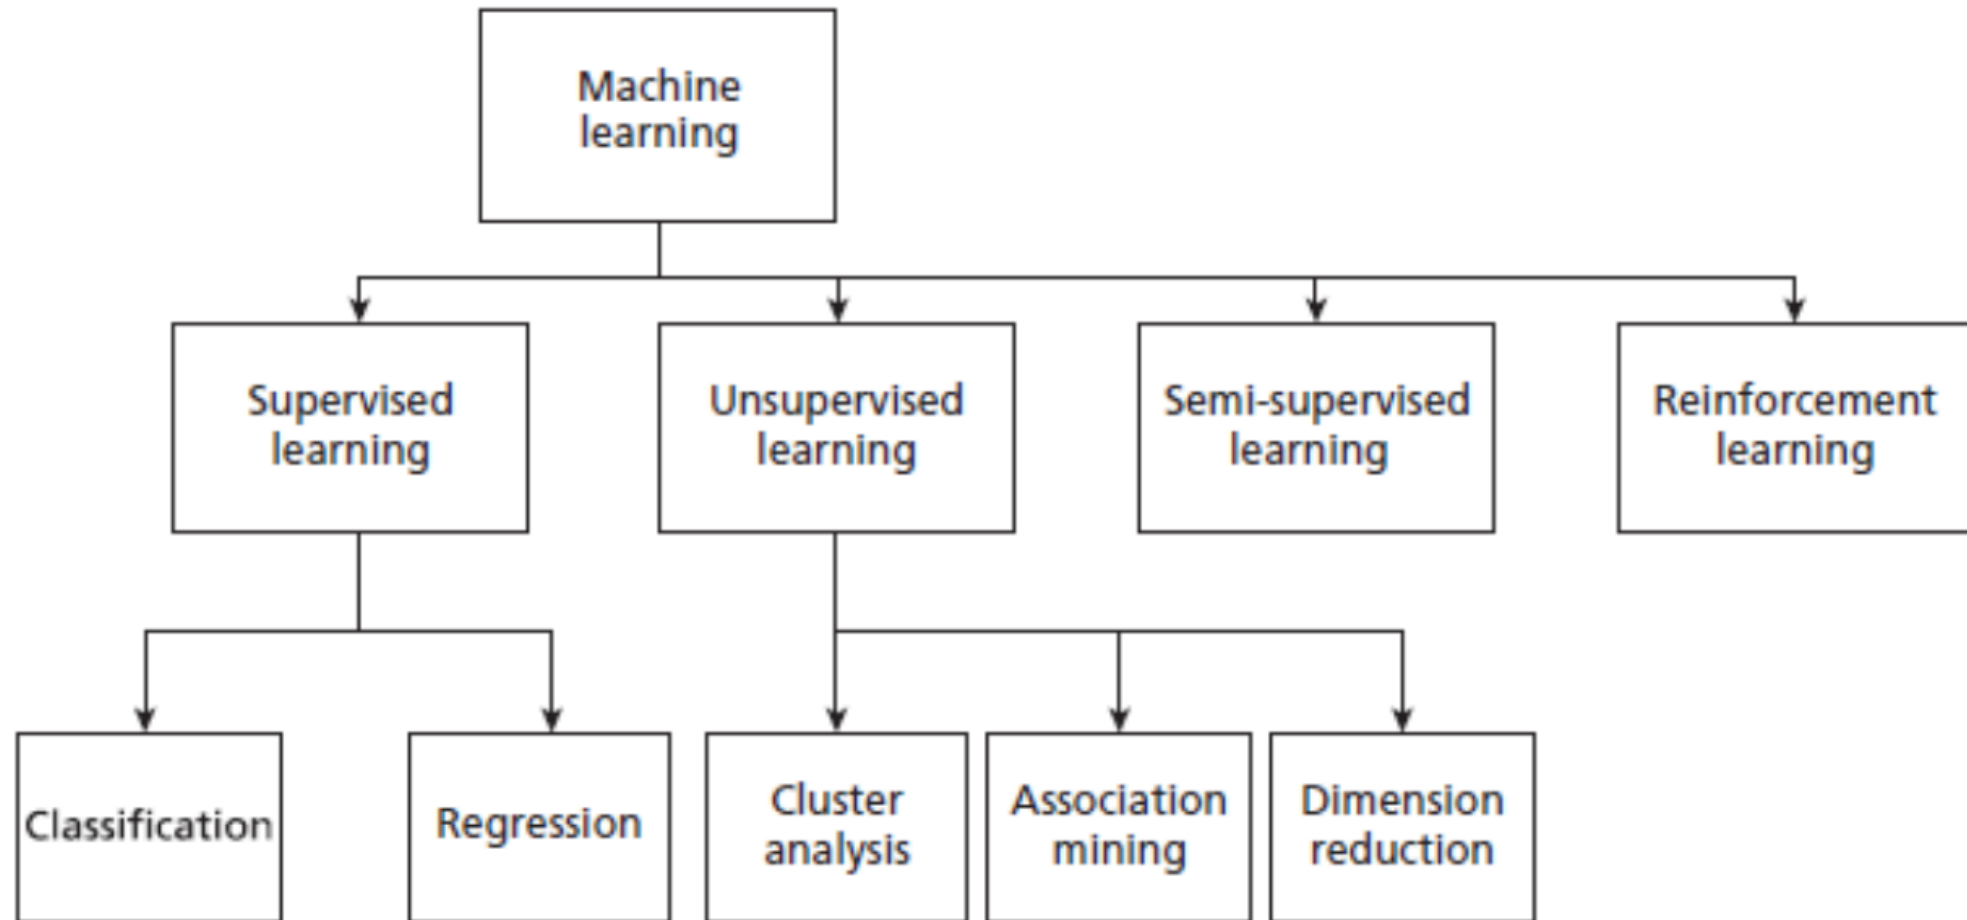 Machine
learning
Supervised
learning
Unsupervised
learning
Semi-supervised
learning
Reinforcement
learning
Classification
Regression
Cluster
analysis
Association
mining
Dimension
reduction